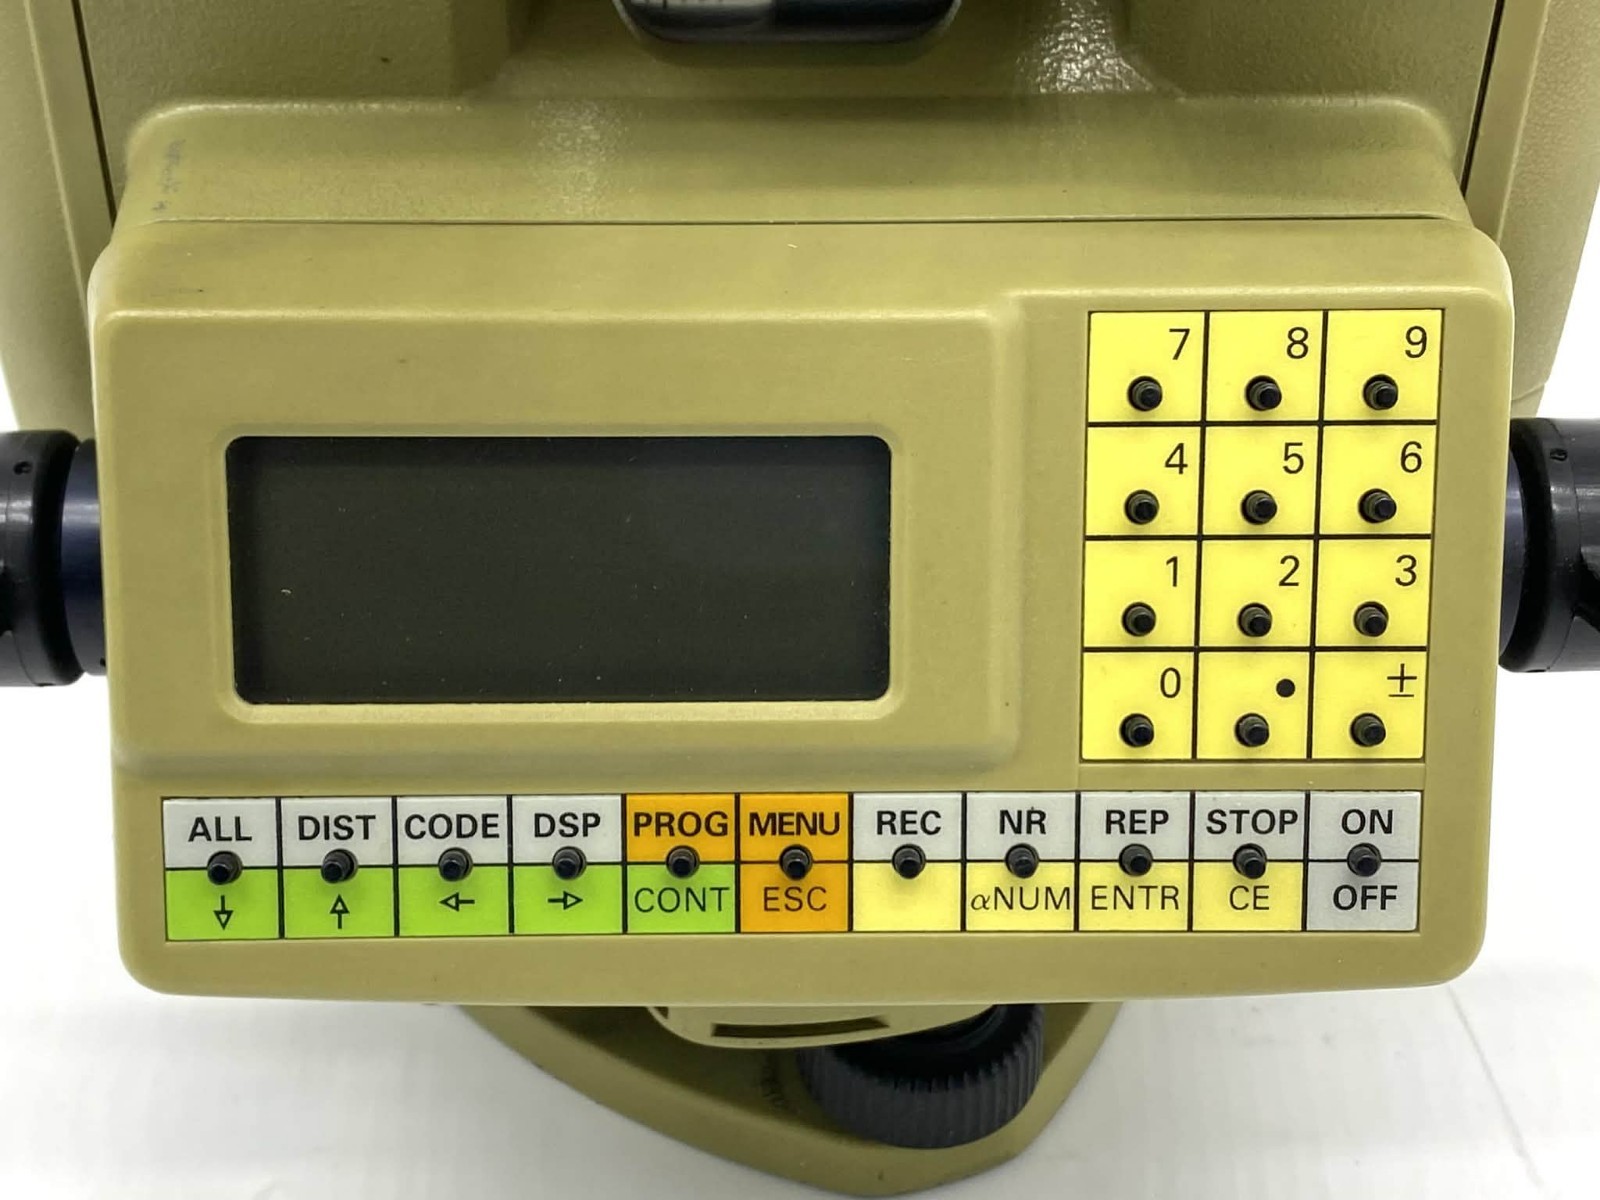 7 8 9
4 5 6
1 2 3
0 • ±
ALL DIST CODE DSP PROG MENU REC NR REP STOP ON
↓ ↑ ← → CONT ESC αNUM ENTR CE OFF